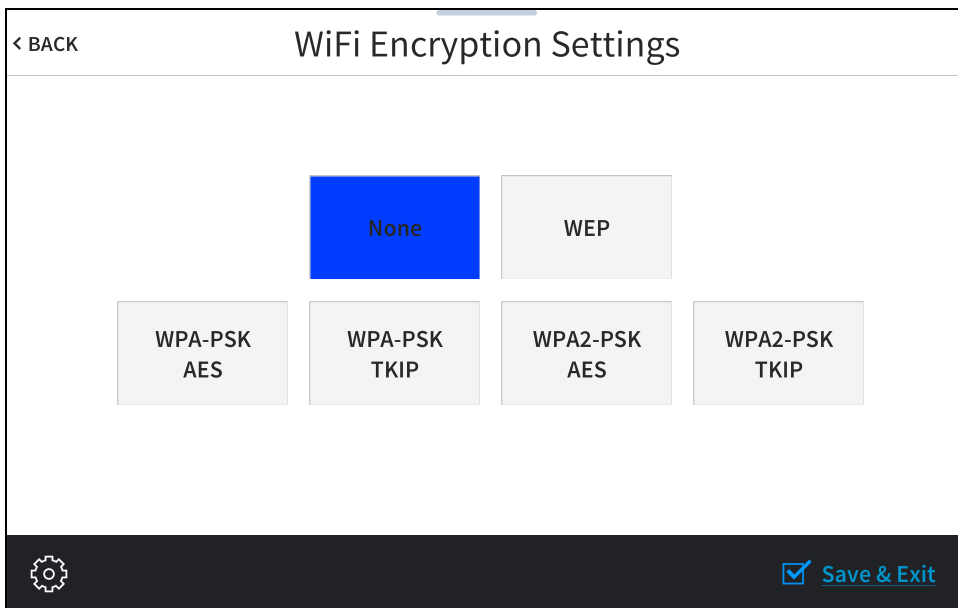 < BACK
WiFi Encryption Settings
None
WEP
WPA-PSK
AES
WPA-PSK
TKIP
WPA2-PSK
AES
WPA2-PSK
TKIP
Save & Exit